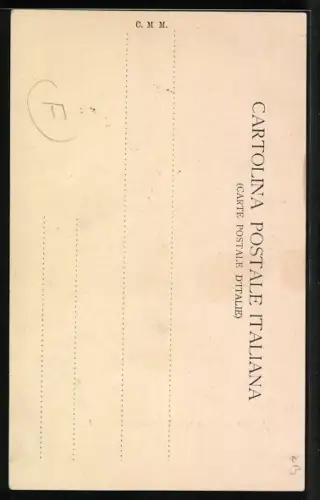 CARTOLINA POSTALE ITALIANA
(CARTE POSTALE D'ITALIE)
C. M M.
F